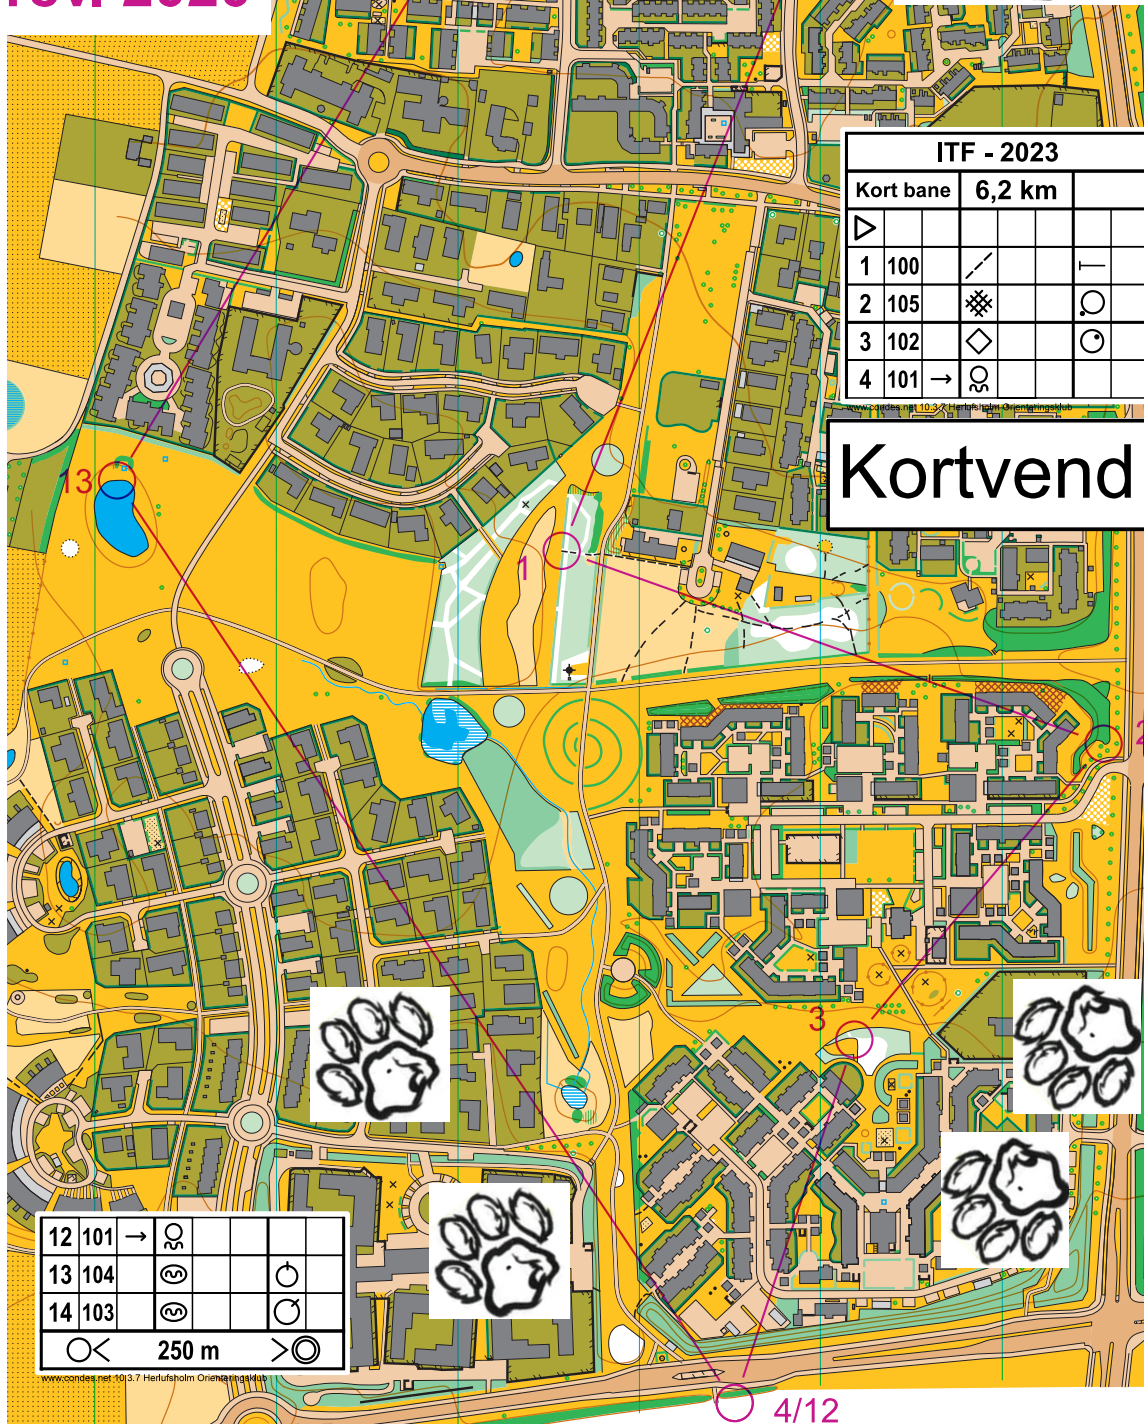 ITF - 2023
Kort bane 6,2 km
1 100
2 105
3 102
4 101 →
www.condes.net 10.3.7 Herlufsholm Orienteringsklub
Kortvend
13
1
2
3
12 101 →
13 104
14 103
250 m
www.condes.net 10.3.7 Herlufsholm Orienteringsklub
4/12